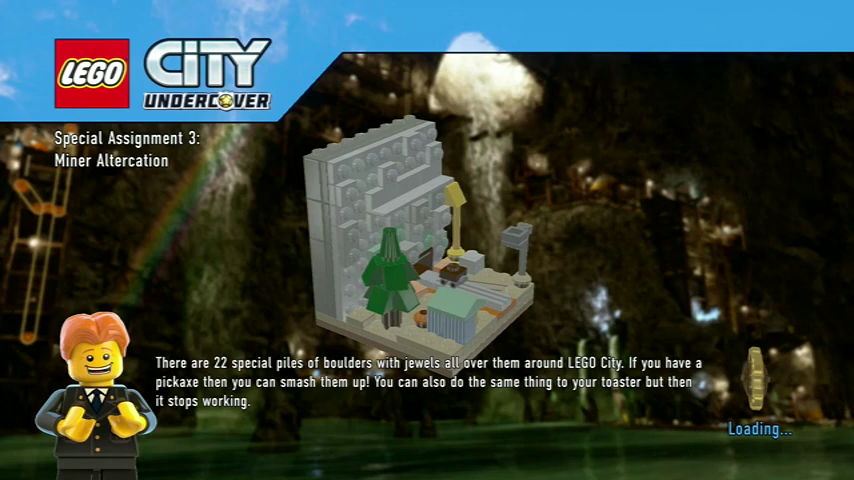 LEGO
CITY
UNDERCOVER
Special Assignment 3:
Miner Altercation
There are 22 special piles of boulders with jewels all over them around LEGO City. If you have a
pickaxe then you can smash them up! You can also do the same thing to your toaster but then
it stops working.
Loading...